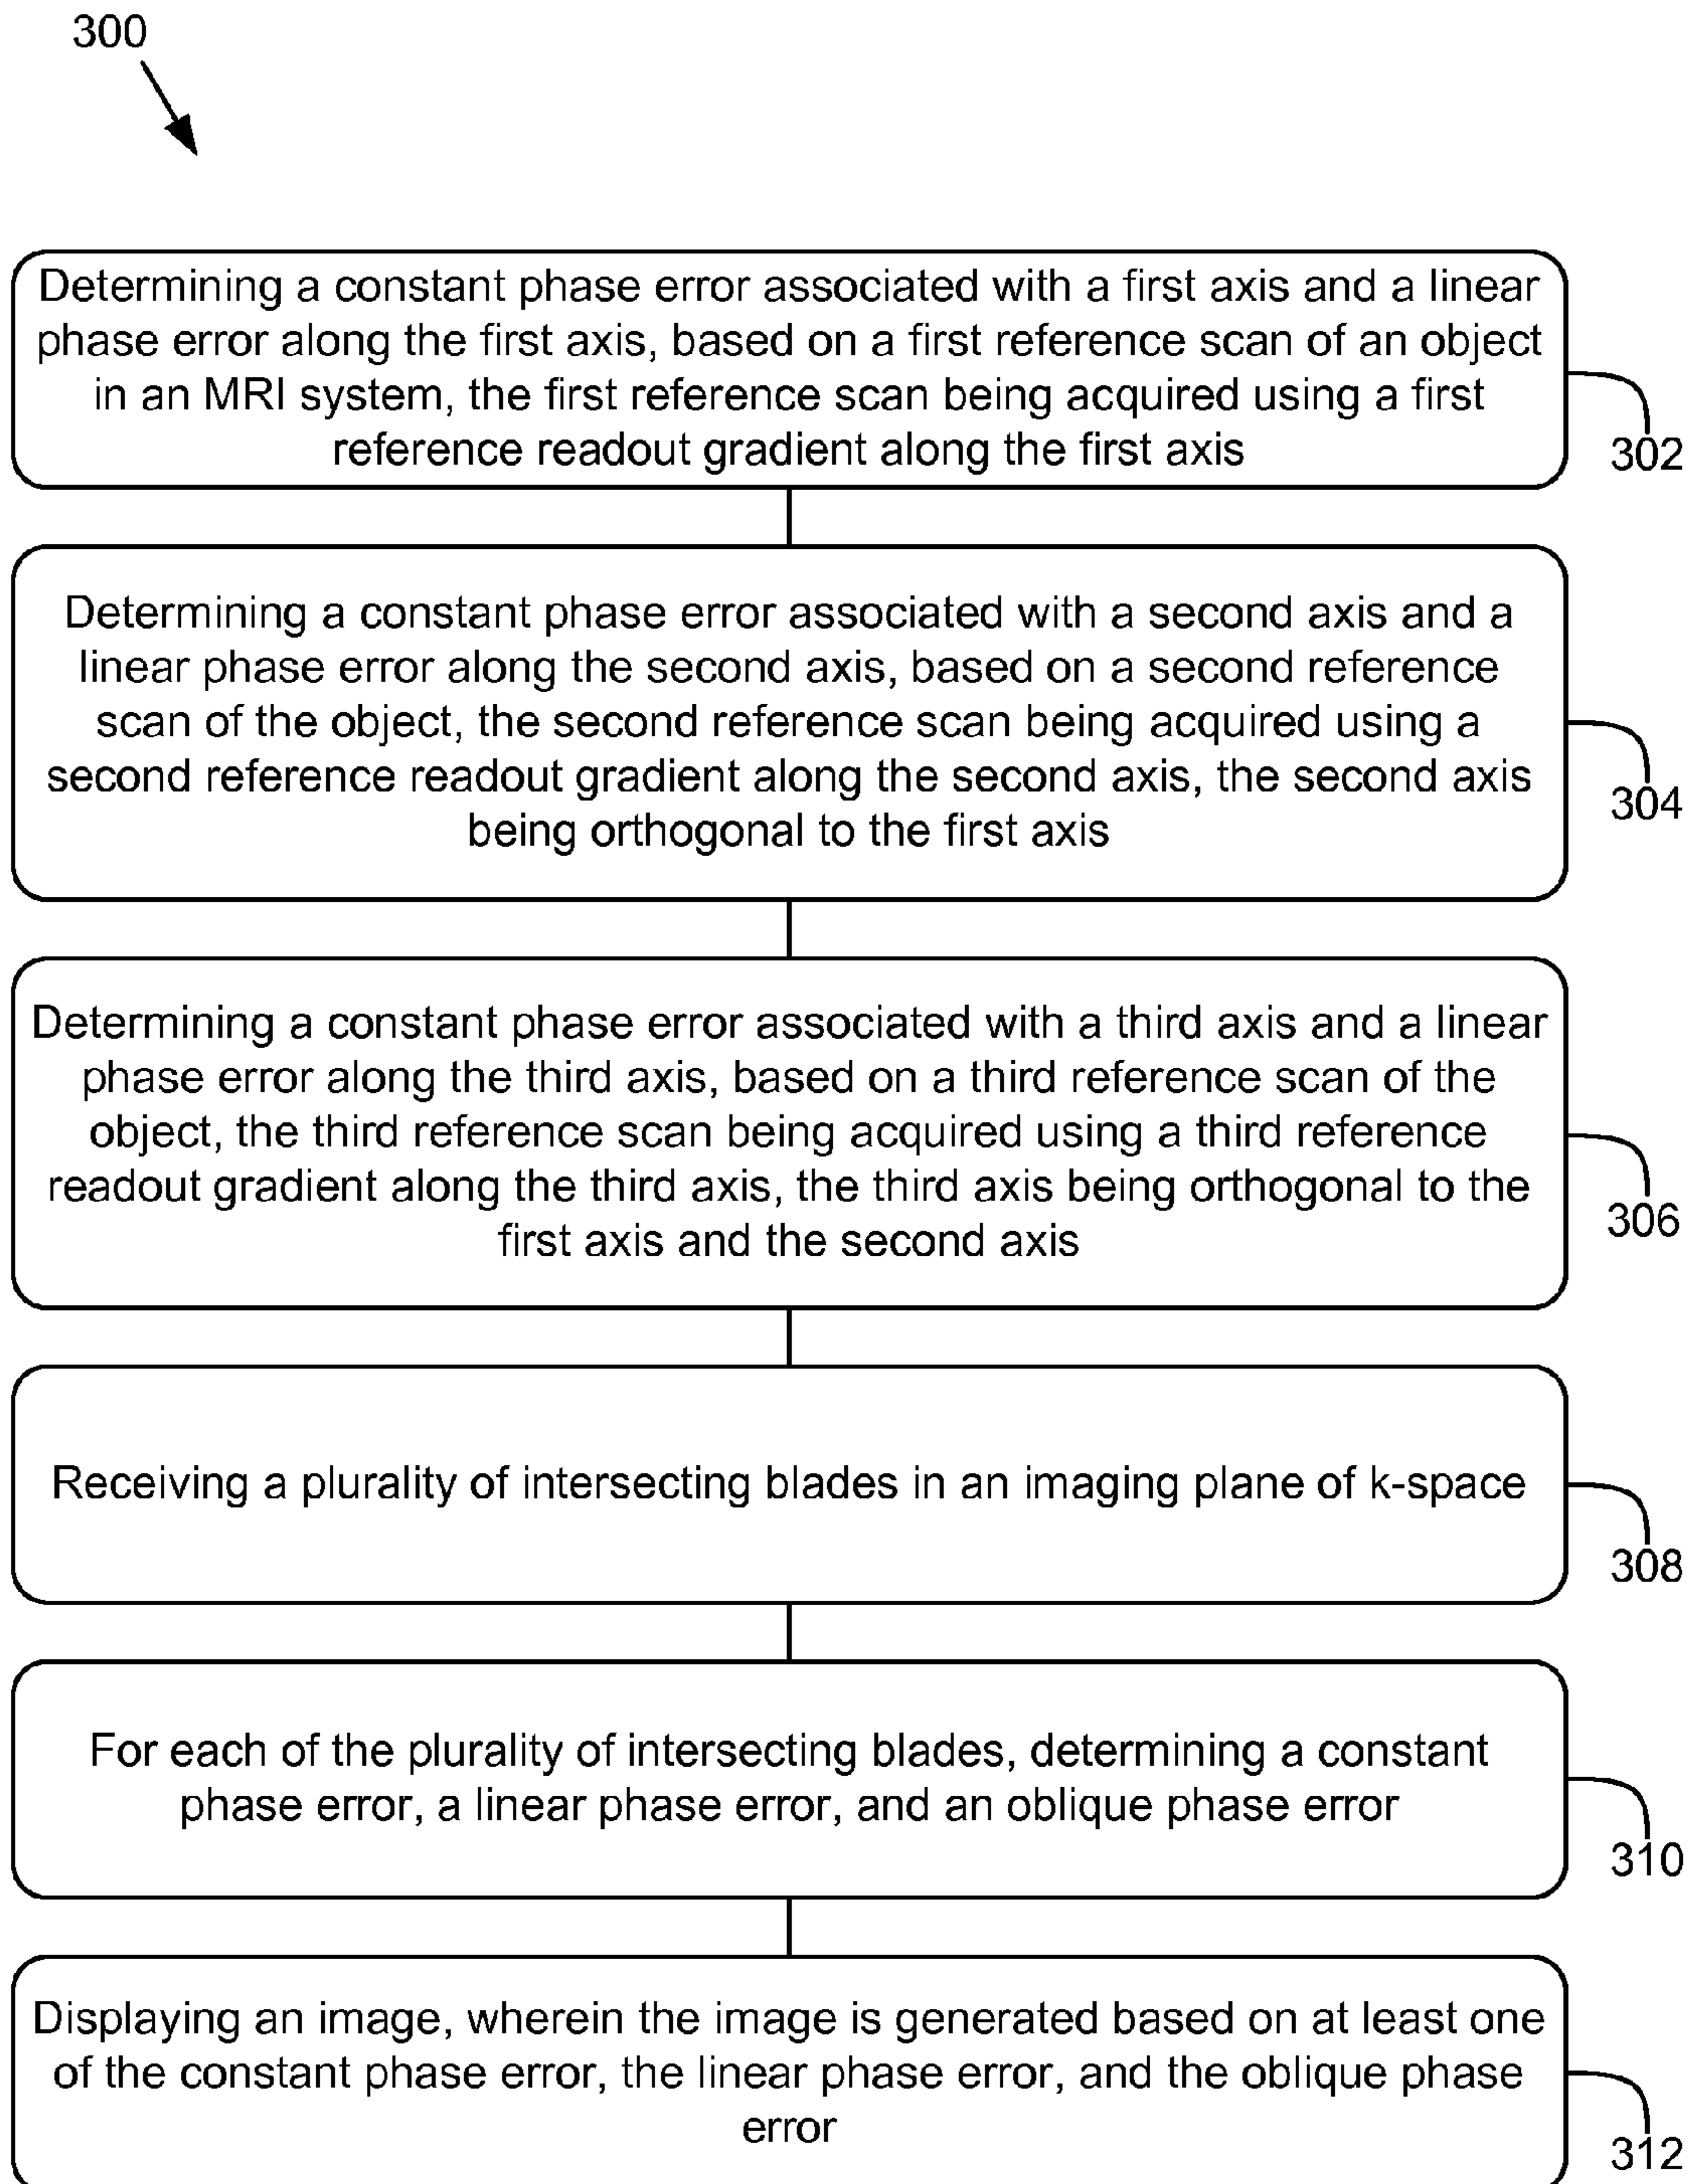 300
Determining a constant phase error associated with a first axis and a linear
phase error along the first axis, based on a first reference scan of an object
in an MRI system, the first reference scan being acquired using a first
reference readout gradient along the first axis
302
Determining a constant phase error associated with a second axis and a
linear phase error along the second axis, based on a second reference
scan of the object, the second reference scan being acquired using a
second reference readout gradient along the second axis, the second axis
being orthogonal to the first axis
304
Determining a constant phase error associated with a third axis and a linear
phase error along the third axis, based on a third reference scan of the
object, the third reference scan being acquired using a third reference
readout gradient along the third axis, the third axis being orthogonal to the
first axis and the second axis
306
Receiving a plurality of intersecting blades in an imaging plane of k-space
308
For each of the plurality of intersecting blades, determining a constant
phase error, a linear phase error, and an oblique phase error
310
Displaying an image, wherein the image is generated based on at least one
of the constant phase error, the linear phase error, and the oblique phase
error
312